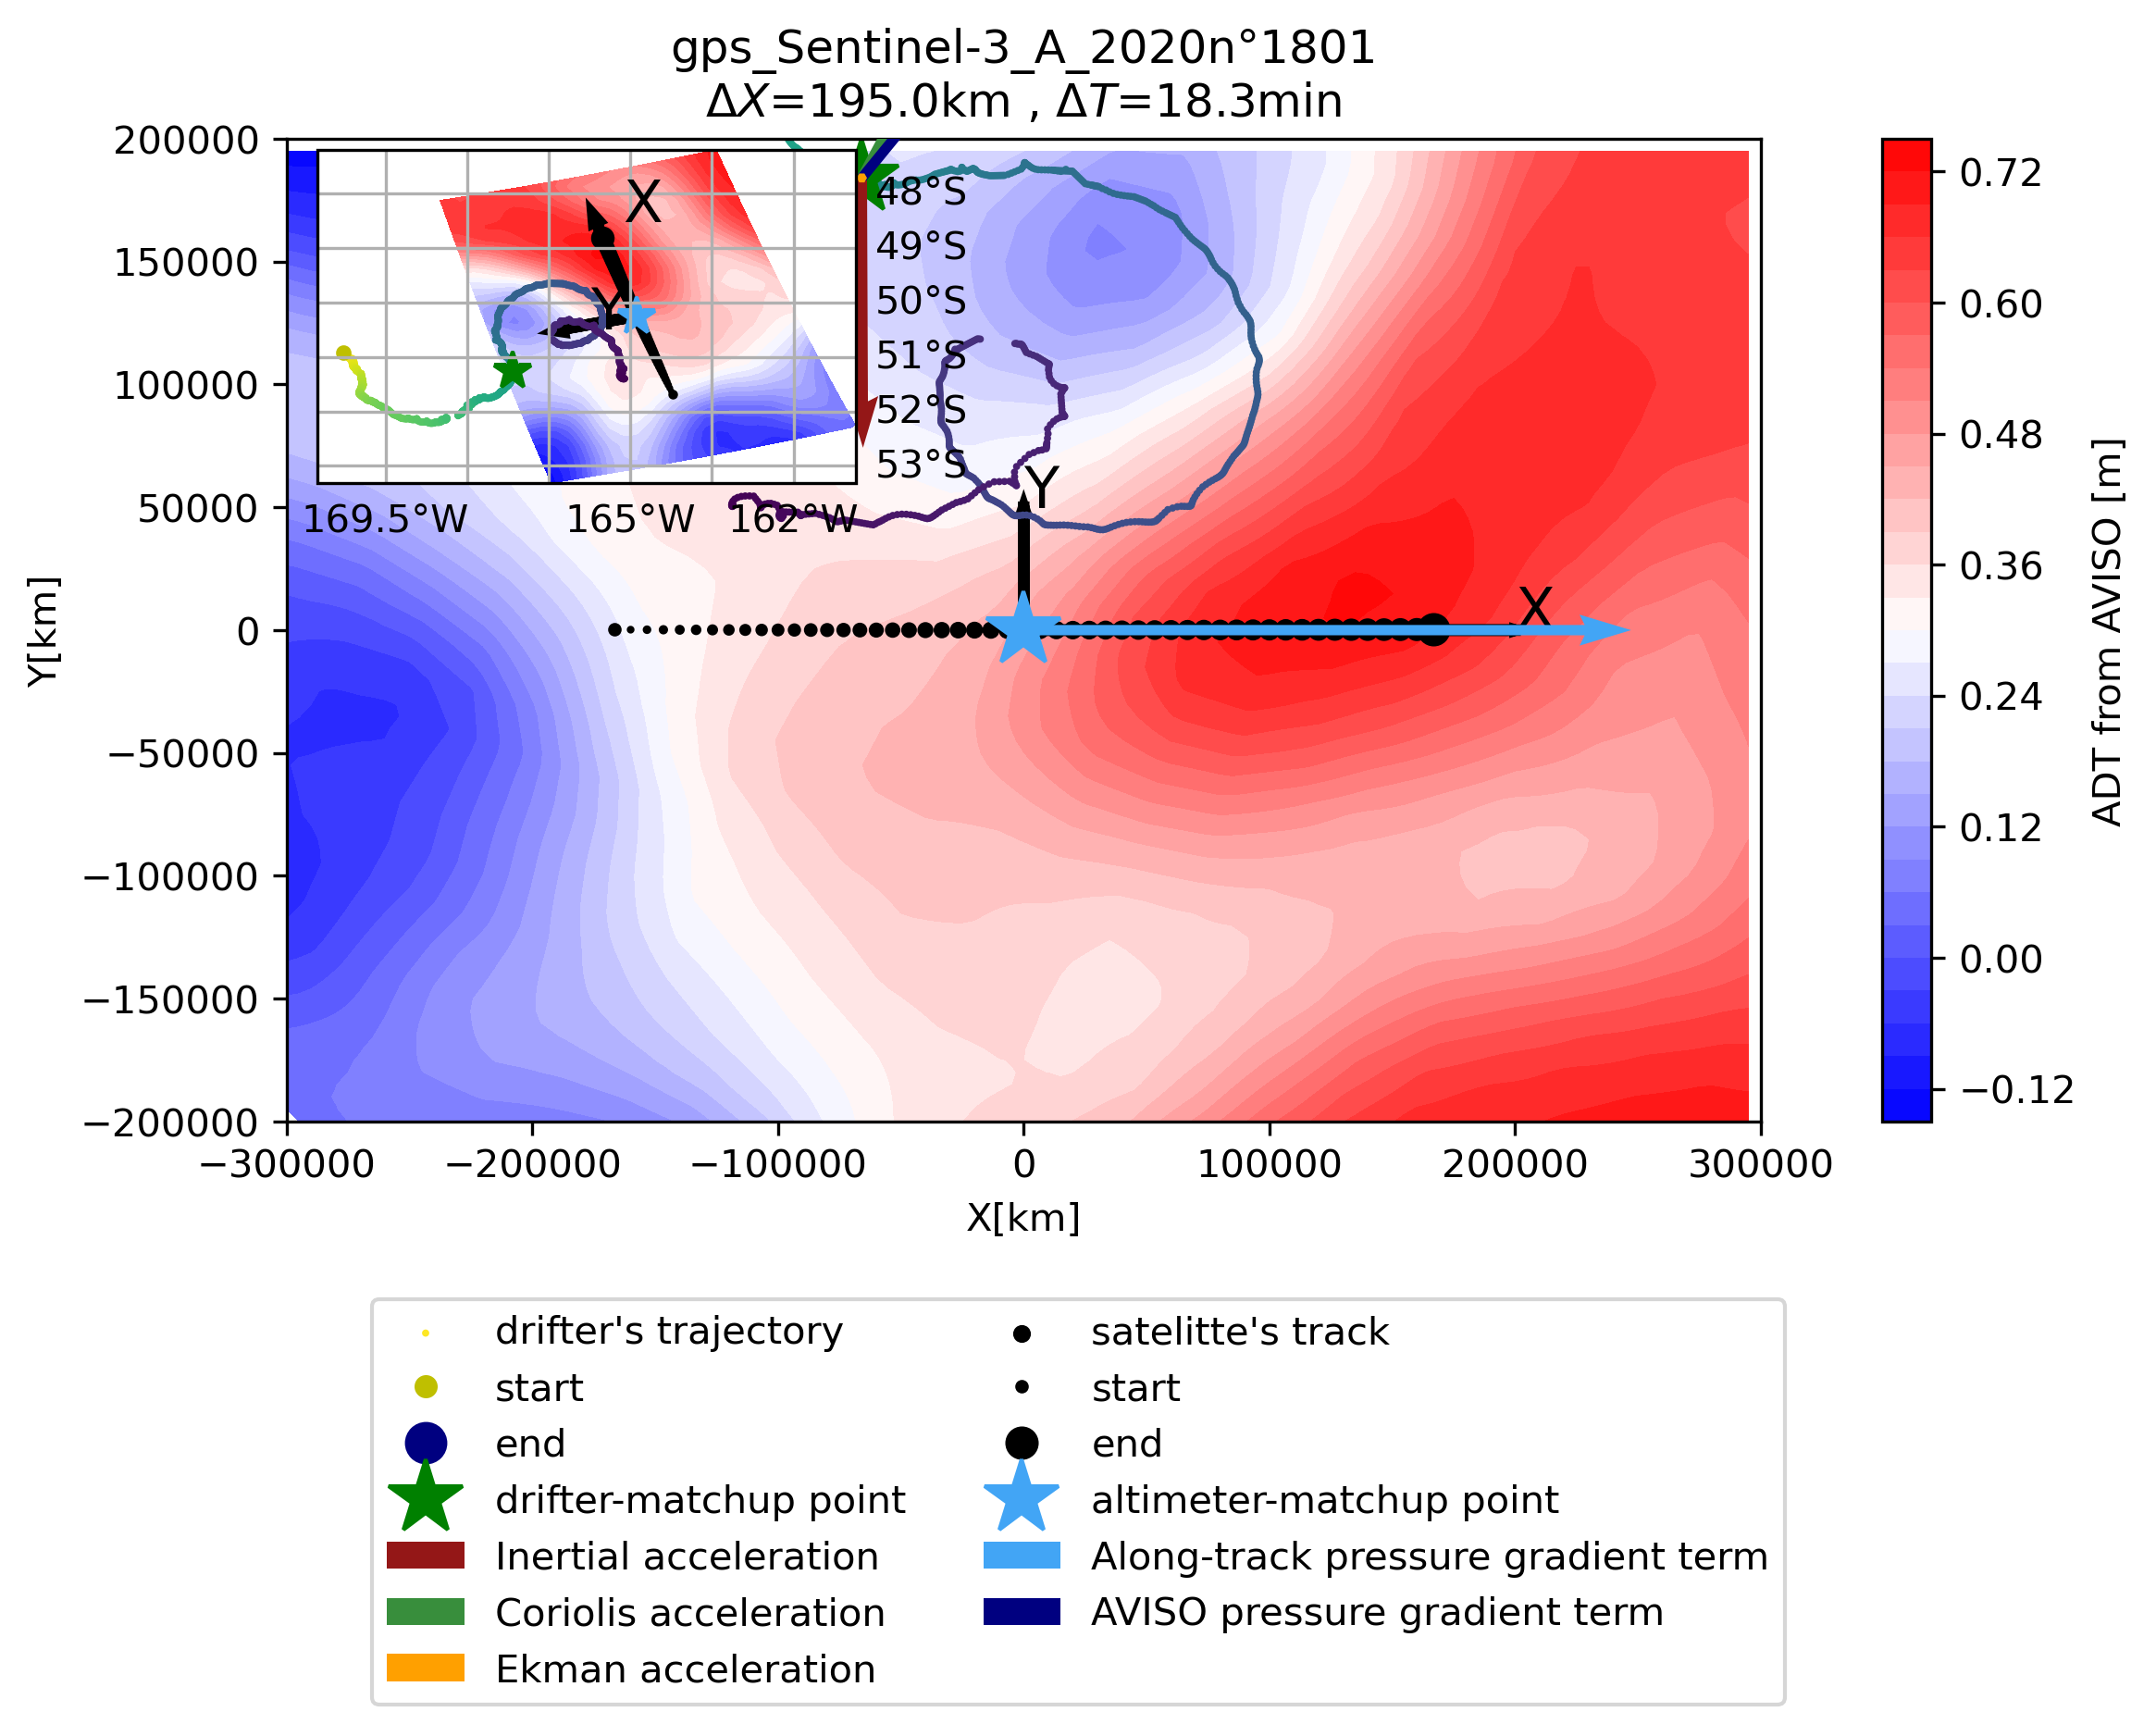 gps_Sentinel-3_A_2020n°1801
ΔX=195.0km , ΔT=18.3min
200000
150000
100000
50000
0
−50000
−100000
−150000
−200000
Y[km]
−300000
−200000
−100000
0
100000
200000
300000
X[km]
X
Y
48°S
49°S
50°S
51°S
52°S
53°S
169.5°W
165°W
162°W
Y
X
0.72
0.60
0.48
0.36
0.24
0.12
0.00
−0.12
ADT from AVISO [m]
drifter's trajectory
start
end
drifter-matchup point
Inertial acceleration
Coriolis acceleration
Ekman acceleration
satelitte's track
start
end
altimeter-matchup point
Along-track pressure gradient term
AVISO pressure gradient term